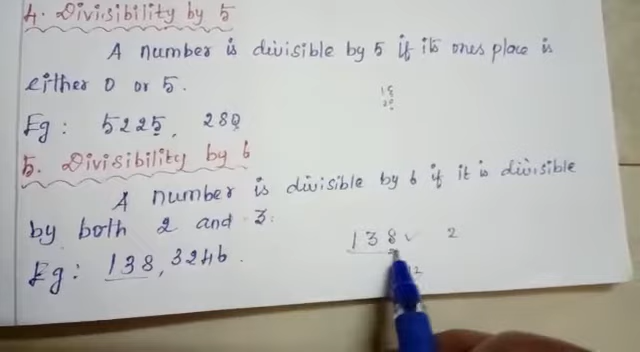 4. Divisibility by 5
A number is divisible by 5 if its ones place is
either 0 or 5.
Eg: 5225, 280
5. Divisibility by 6
A number is divisible by 6 if it is divisible
by both 2 and 3.
138 ✓ 2
Eg: 138, 3246.